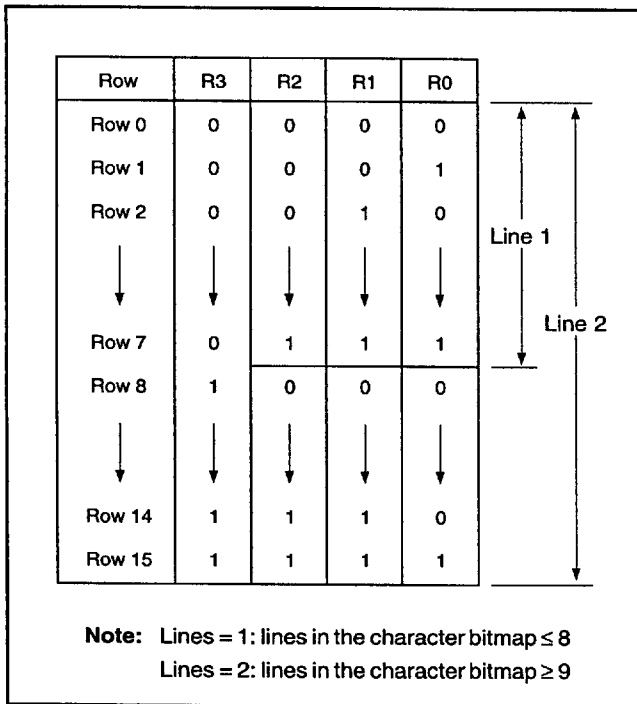 Row R3 R2 R1 R0
Row 0 0 0 0 0
Row 1 0 0 0 1
Row 2 0 0 1 0
Line 1
Line 2
Row 7 0 1 1 1
Row 8 1 0 0 0
Row 14 1 1 1 0
Row 15 1 1 1 1
Note: Lines = 1: lines in the character bitmap ≤ 8
Lines = 2: lines in the character bitmap ≥ 9